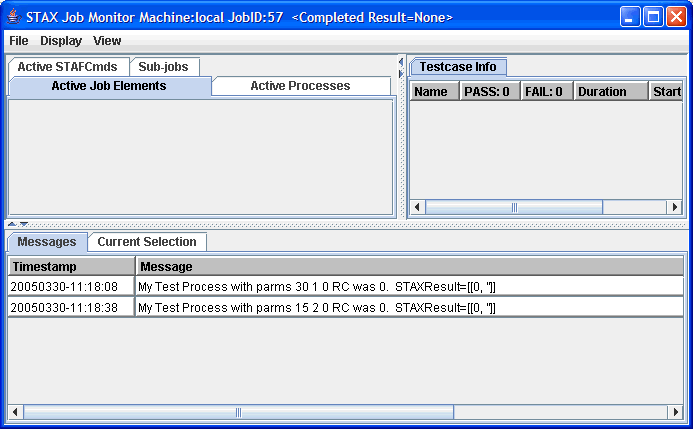 STAX Job Monitor Machine:local JobID:57 <Completed Result=None>
File Display View
Active STAFCmds Sub-jobs
Active Job Elements Active Processes
Testcase Info
Name PASS: 0 FAIL: 0 Duration Start
Messages Current Selection
Timestamp Message
20050330-11:18:08 My Test Process with parms 30 1 0 RC was 0. STAXResult=[[0, '']]
20050330-11:18:38 My Test Process with parms 15 2 0 RC was 0. STAXResult=[[0, '']]